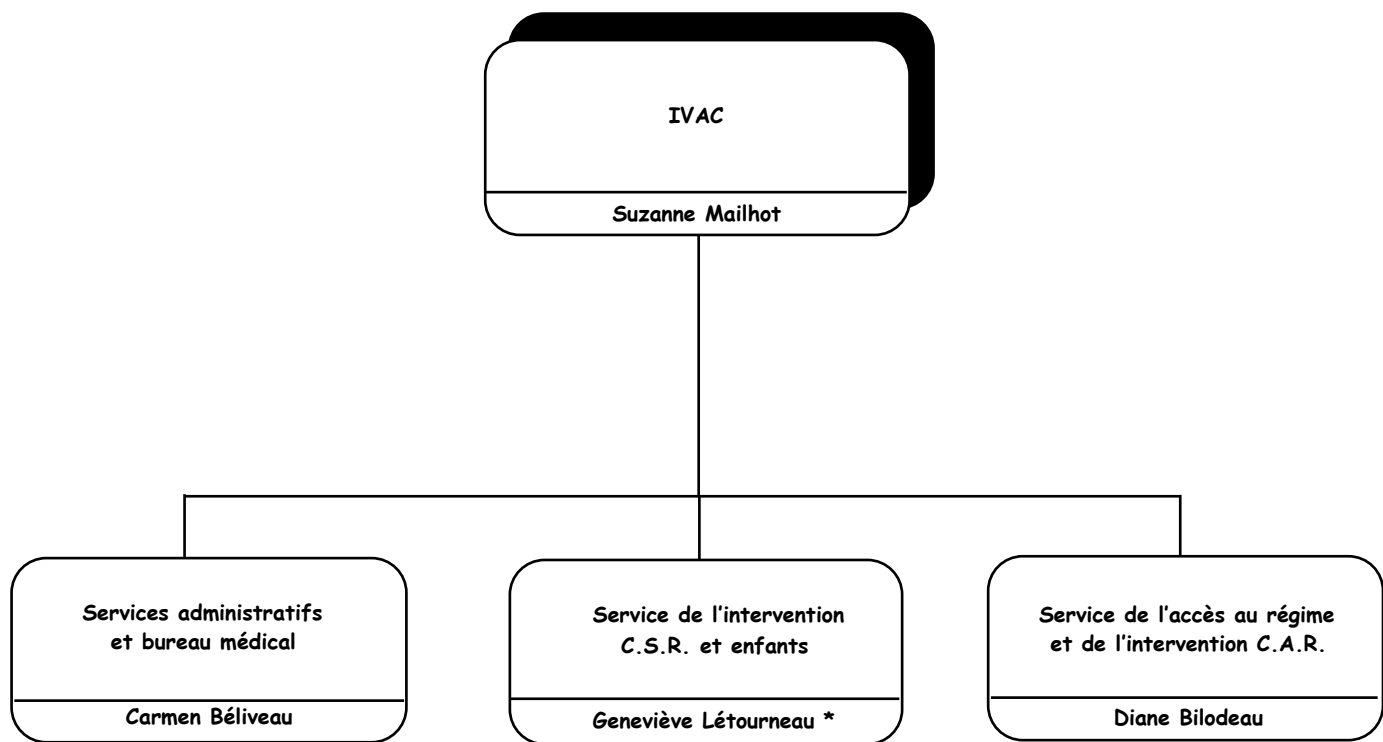 IVAC
Suzanne Mailhot
Services administratifs
et bureau médical
Carmen Béliveau
Service de l'intervention
C.S.R. et enfants
Geneviève Létourneau *
Service de l'accès au régime
et de l'intervention C.A.R.
Diane Bilodeau